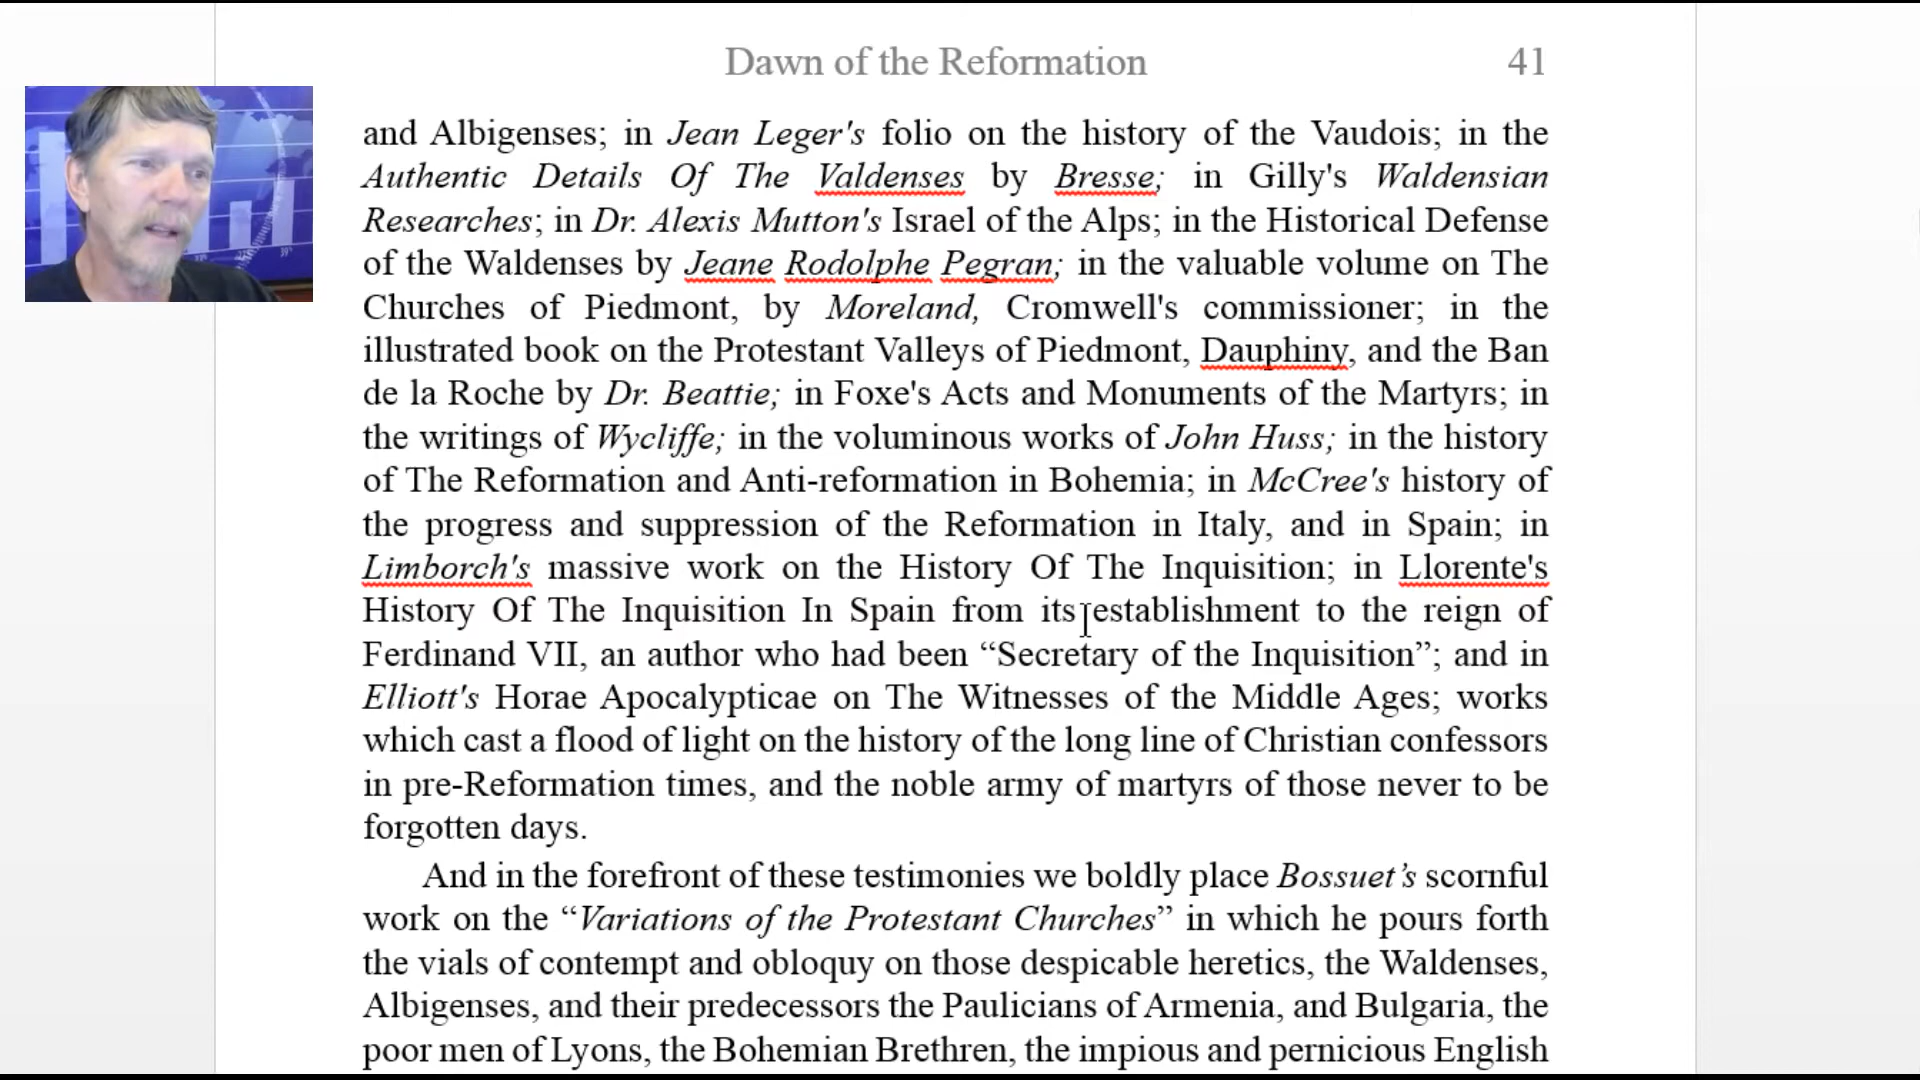 Dawn of the Reformation 41
and Albigenses; in Jean Leger's folio on the history of the Vaudois; in the
Authentic Details Of The Valdenses by Bresse; in Gilly's Waldensian
Researches; in Dr. Alexis Mutton's Israel of the Alps; in the Historical Defense
of the Waldenses by Jeane Rodolphe Pegran; in the valuable volume on The
Churches of Piedmont, by Moreland, Cromwell's commissioner; in the
illustrated book on the Protestant Valleys of Piedmont, Dauphiny, and the Ban
de la Roche by Dr. Beattie; in Foxe's Acts and Monuments of the Martyrs; in
the writings of Wycliffe; in the voluminous works of John Huss; in the history
of The Reformation and Anti-reformation in Bohemia; in McCree's history of
the progress and suppression of the Reformation in Italy, and in Spain; in
Limborch's massive work on the History Of The Inquisition; in Llorente's
History Of The Inquisition In Spain from its establishment to the reign of
Ferdinand VII, an author who had been “Secretary of the Inquisition”; and in
Elliott's Horae Apocalypticae on The Witnesses of the Middle Ages; works
which cast a flood of light on the history of the long line of Christian confessors
in pre-Reformation times, and the noble army of martyrs of those never to be
forgotten days.
And in the forefront of these testimonies we boldly place Bossuet’s scornful
work on the “Variations of the Protestant Churches” in which he pours forth
the vials of contempt and obloquy on those despicable heretics, the Waldenses,
Albigenses, and their predecessors the Paulicians of Armenia, and Bulgaria, the
poor men of Lyons, the Bohemian Brethren, the impious and pernicious English